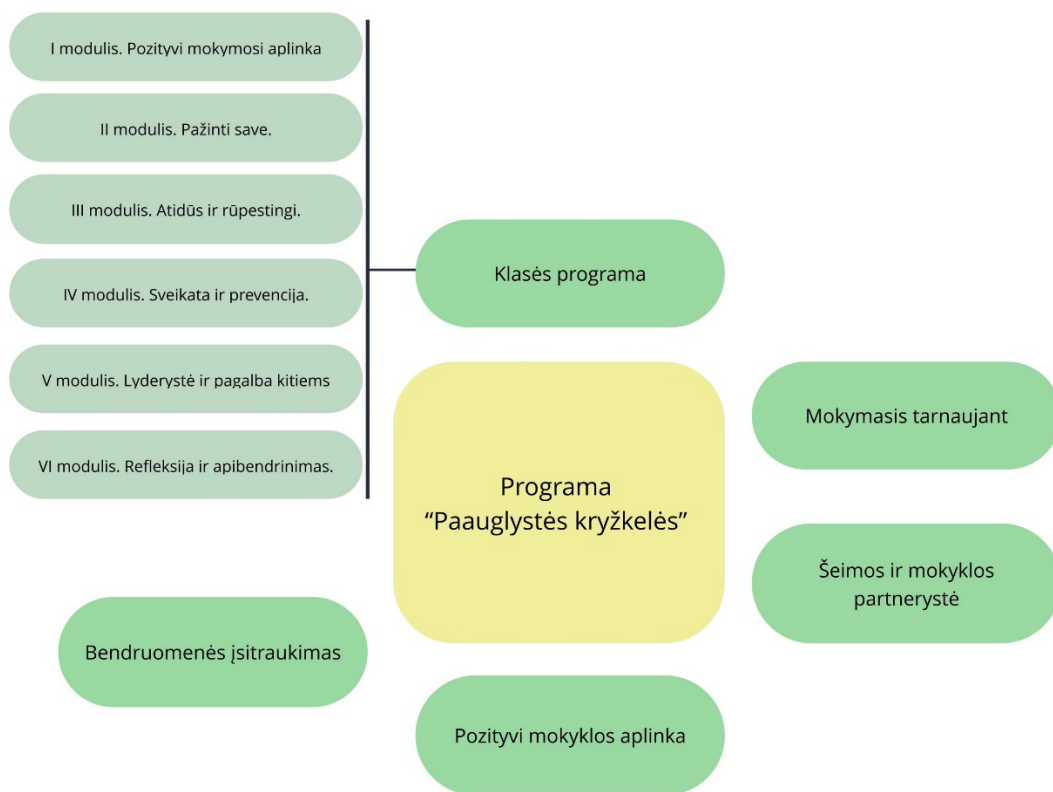 I modulis. Pozityvi mokymosi aplinka
II modulis. Pažinti save.
III modulis. Atidūs ir rūpestingi.
IV modulis. Sveikata ir prevencija.
V modulis. Lyderystė ir pagalba kitiems
VI modulis. Refleksija ir apibendrinimas.
Klasės programa
Programa
“Paauglystės kryžkelės”
Mokymasis tarnaujant
Šeimos ir mokyklos
partnerystė
Bendruomenės įsitraukimas
Pozityvi mokyklos aplinka